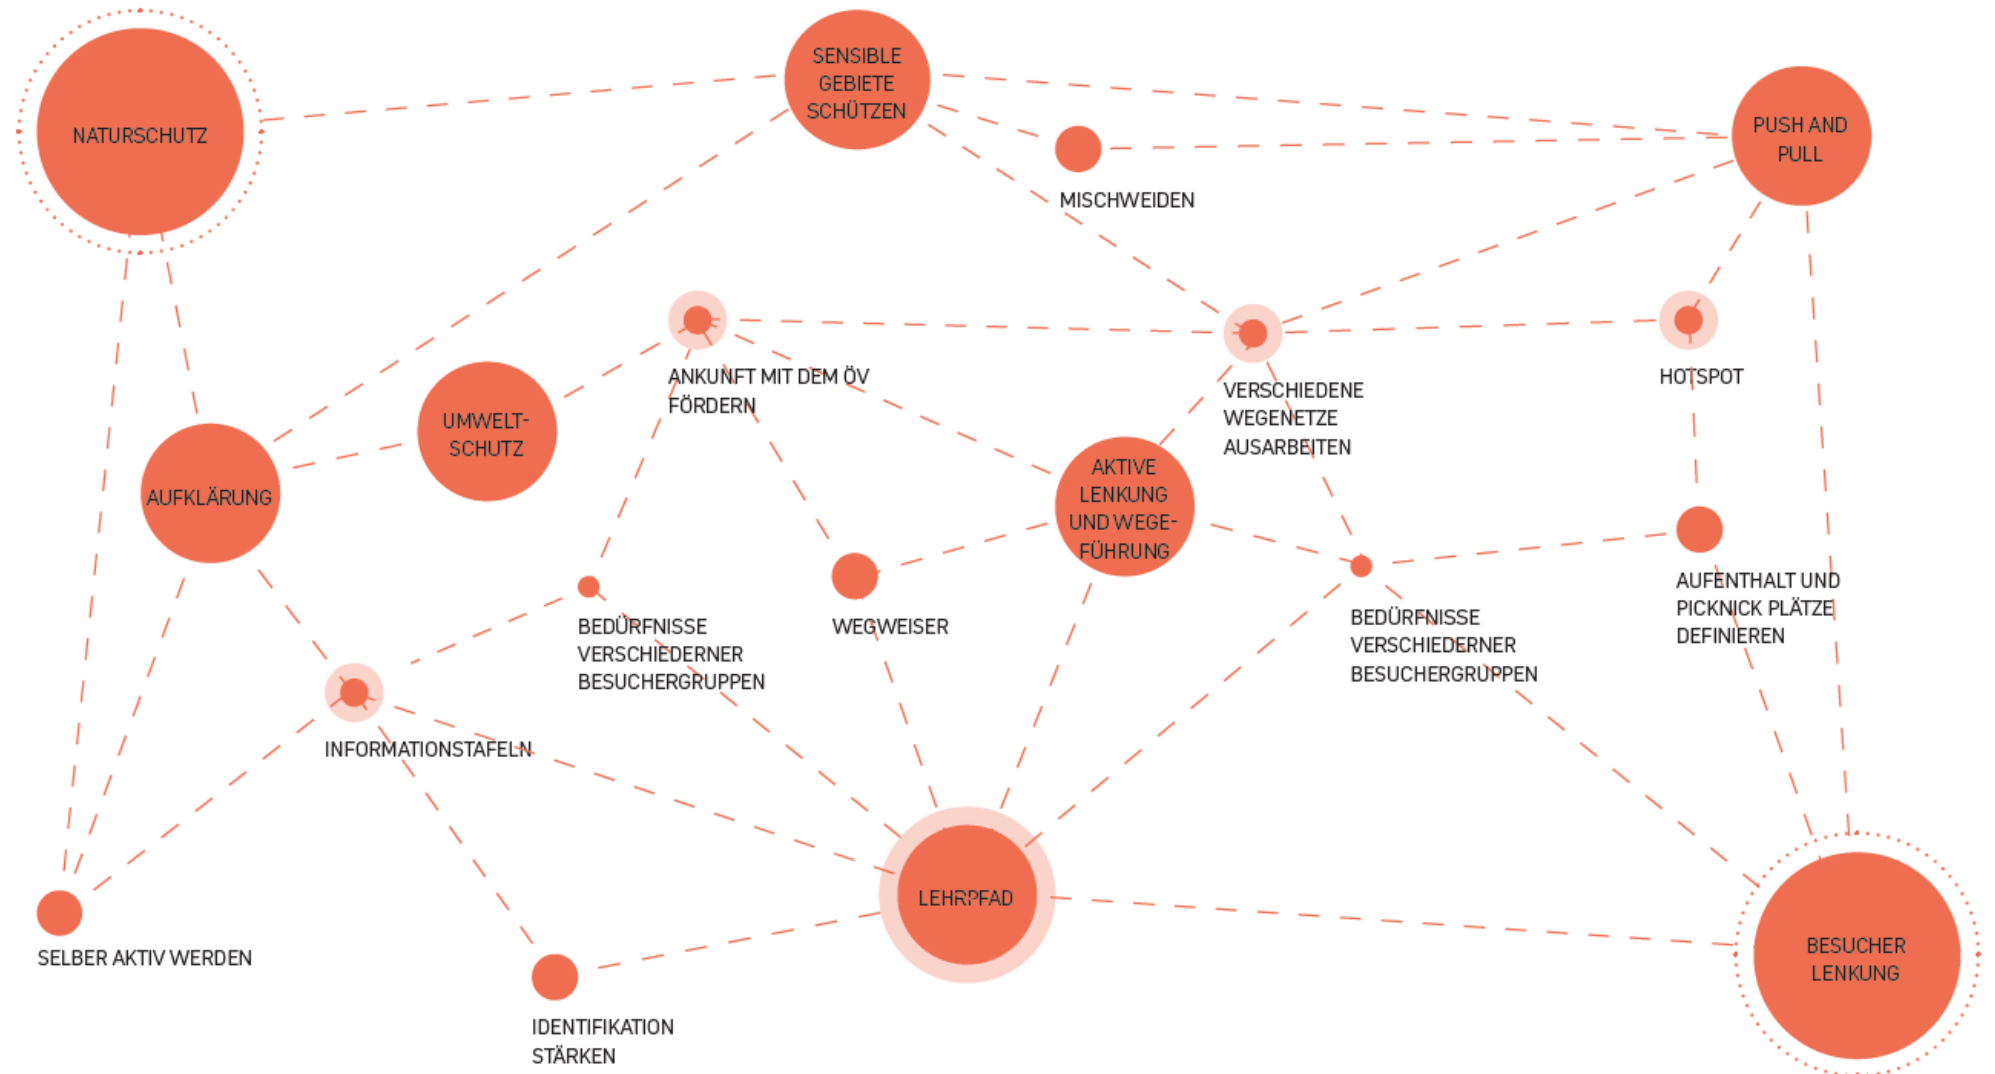 NATURSCHUTZ
SENSIBLE
GEBIETE
SCHÜTZEN
PUSH AND
PULL
MISCHWEIDEN
ANKUNFT MIT DEM ÖV
FÖRDERN
VERSCHIEDENE
WEGENETZE
AUSARBEITEN
HOTSPOT
UMWELT-
SCHUTZ
AUFKLÄRUNG
AKTIVE
LENKUNG
UND WEGE-
FÜHRUNG
BEDÜRFNISSE
VERSCHIEDERNER
BESUCHERGRUPPEN
WEGWEISER
BEDÜRFNISSE
VERSCHIEDERNER
BESUCHERGRUPPEN
AUFENTHALT UND
PICKNICK PLÄTZE
DEFINIEREN
INFORMATIONSTAFELN
LEHRPFAD
SELBER AKTIV WERDEN
IDENTIFIKATION
STÄRKEN
BESUCHER
LENKUNG